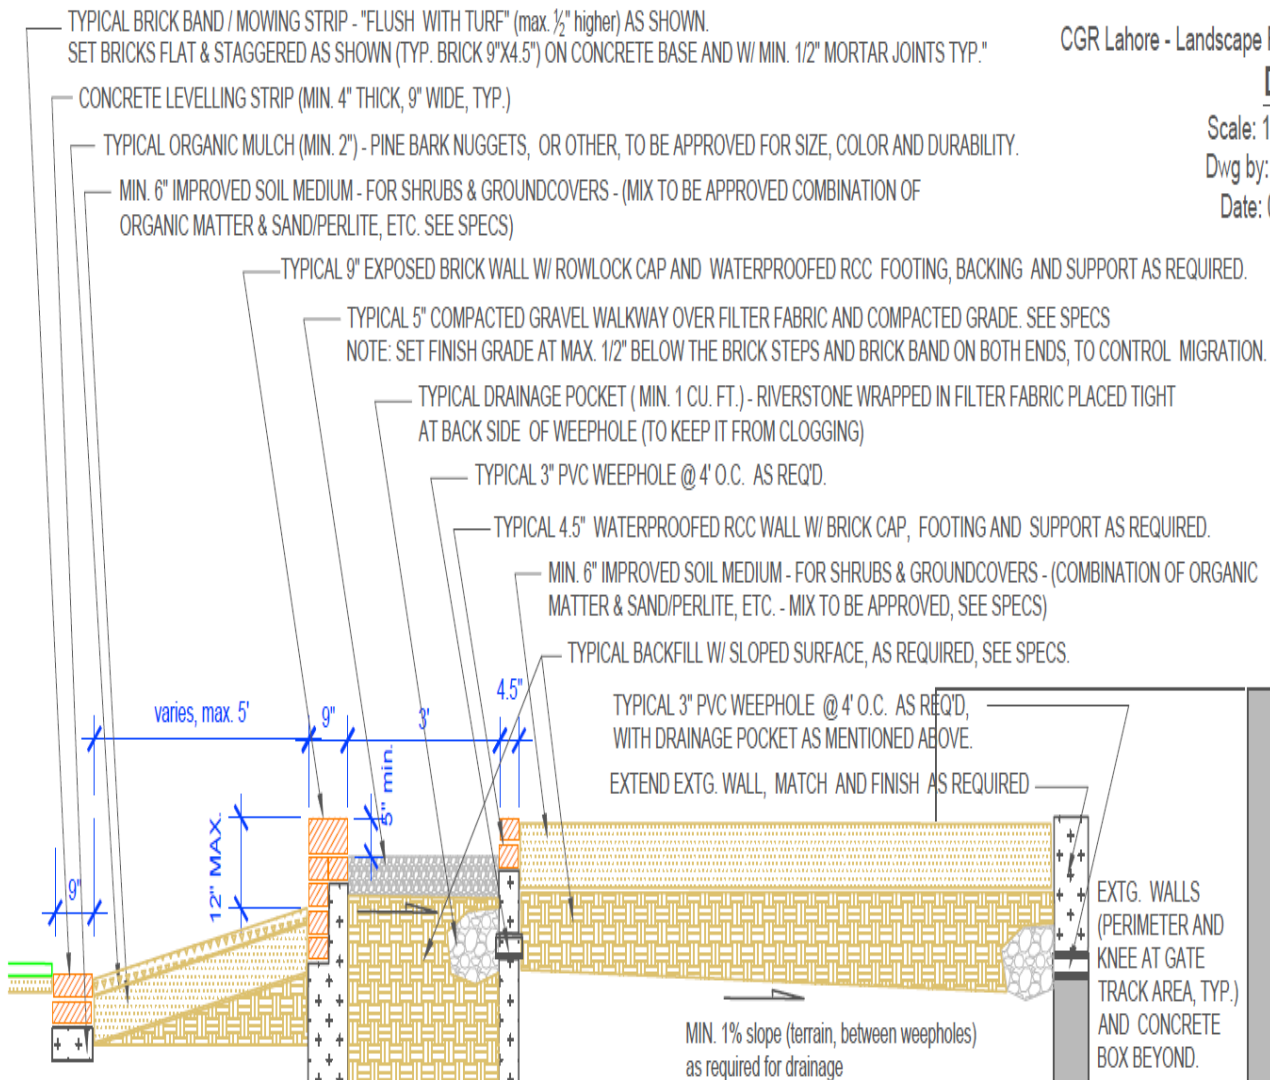 TYPICAL BRICK BAND / MOWING STRIP - "FLUSH WITH TURF" (max. ½" higher) AS SHOWN.
SET BRICKS FLAT & STAGGERED AS SHOWN (TYP. BRICK 9"X4.5") ON CONCRETE BASE AND W/ MIN. 1/2" MORTAR JOINTS TYP."
CGR Lahore - Landscape
Scale: 1
Dwg by:
Date:
CONCRETE LEVELLING STRIP (MIN. 4" THICK, 9" WIDE, TYP.)
TYPICAL ORGANIC MULCH (MIN. 2") - PINE BARK NUGGETS, OR OTHER, TO BE APPROVED FOR SIZE, COLOR AND DURABILITY.
MIN. 6" IMPROVED SOIL MEDIUM - FOR SHRUBS & GROUNDCOVERS - (MIX TO BE APPROVED COMBINATION OF
ORGANIC MATTER & SAND/PERLITE, ETC. SEE SPECS)
TYPICAL 9" EXPOSED BRICK WALL W/ ROWLOCK CAP AND WATERPROOFED RCC FOOTING, BACKING AND SUPPORT AS REQUIRED.
TYPICAL 5" COMPACTED GRAVEL WALKWAY OVER FILTER FABRIC AND COMPACTED GRADE. SEE SPECS
NOTE: SET FINISH GRADE AT MAX. 1/2" BELOW THE BRICK STEPS AND BRICK BAND ON BOTH ENDS, TO CONTROL MIGRATION.
TYPICAL DRAINAGE POCKET ( MIN. 1 CU. FT.) - RIVERSTONE WRAPPED IN FILTER FABRIC PLACED TIGHT
AT BACK SIDE OF WEEPHOLE (TO KEEP IT FROM CLOGGING)
TYPICAL 3" PVC WEEPHOLE @ 4' O.C. AS REQ'D.
TYPICAL 4.5" WATERPROOFED RCC WALL W/ BRICK CAP, FOOTING AND SUPPORT AS REQUIRED.
MIN. 6" IMPROVED SOIL MEDIUM - FOR SHRUBS & GROUNDCOVERS - (COMBINATION OF ORGANIC
MATTER & SAND/PERLITE, ETC. - MIX TO BE APPROVED, SEE SPECS)
TYPICAL BACKFILL W/ SLOPED SURFACE, AS REQUIRED, SEE SPECS.
TYPICAL 3" PVC WEEPHOLE @ 4' O.C. AS REQ'D,
WITH DRAINAGE POCKET AS MENTIONED ABOVE.
EXTEND EXTG. WALL, MATCH AND FINISH AS REQUIRED
varies, max. 5'
9"
3'
4.5"
5" min.
12" MAX.
9"
EXTG. WALLS
(PERIMETER AND
KNEE AT GATE
TRACK AREA, TYP.)
AND CONCRETE
BOX BEYOND.
MIN. 1% slope (terrain, between weepholes)
as required for drainage